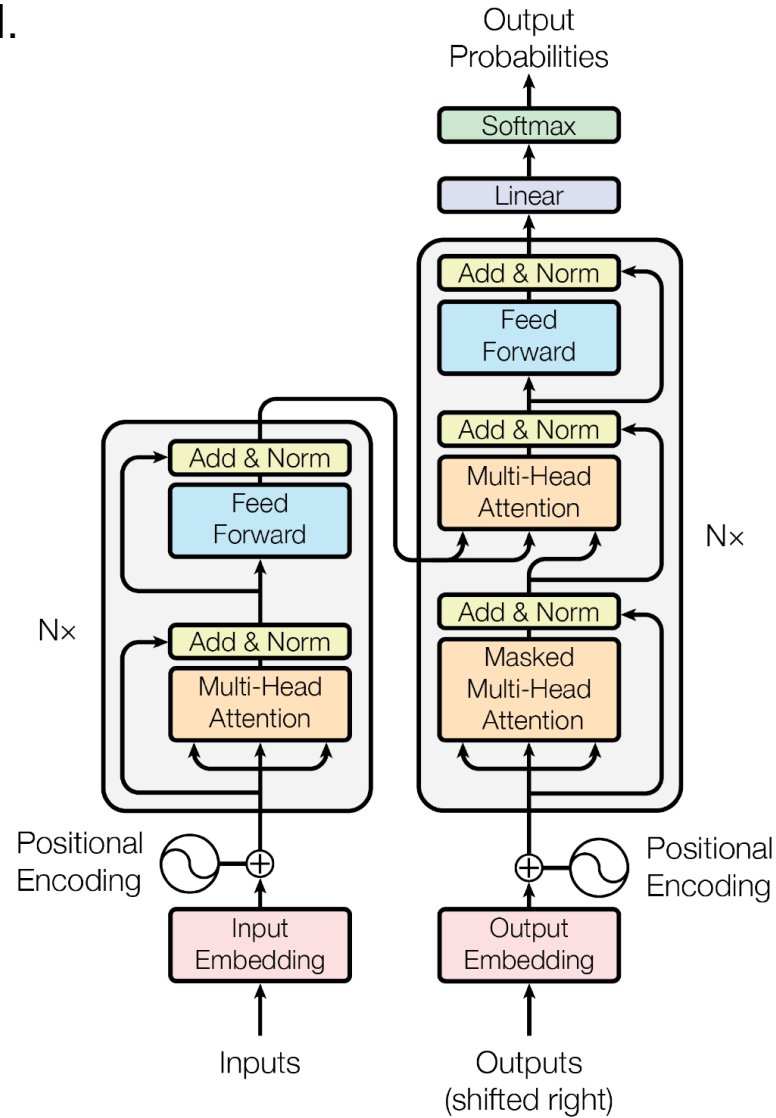 Output
Probabilities
Softmax
Linear
Add & Norm
Feed
Forward
Add & Norm
Multi-Head
Attention
Add & Norm
Masked
Multi-Head
Attention
Nx
Add & Norm
Feed
Forward
Add & Norm
Multi-Head
Attention
Nx
Positional
Encoding
Positional
Encoding
Input
Embedding
Output
Embedding
Inputs
Outputs
(shifted right)